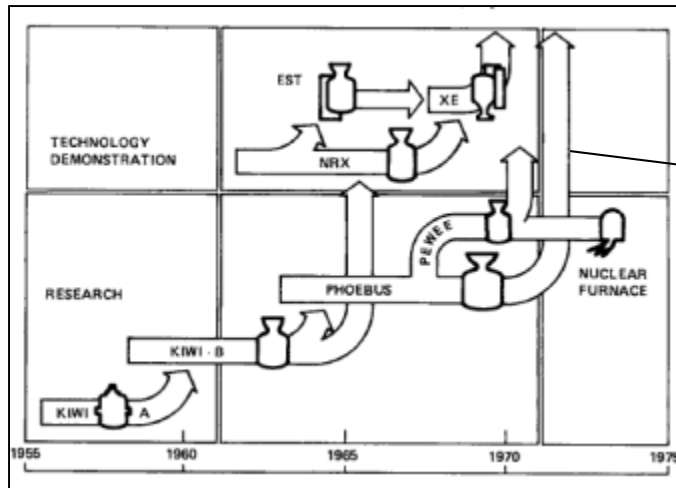 EST
XE
TECHNOLOGY
DEMONSTRATION
NRX
PEWEE
RESEARCH
PHOEBUS
NUCLEAR
FURNACE
KIWI - B
KIWI A
1955 1960 1965 1970 1975